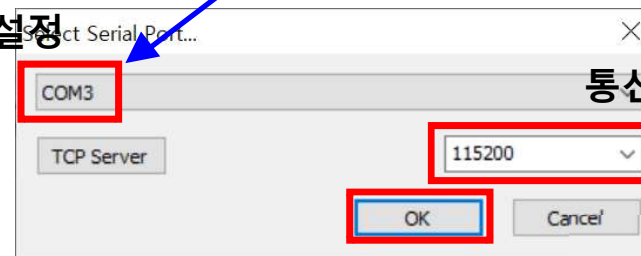 설정
Select Serial Port...
COM3
통신
TCP Server
115200
OK
Cancel